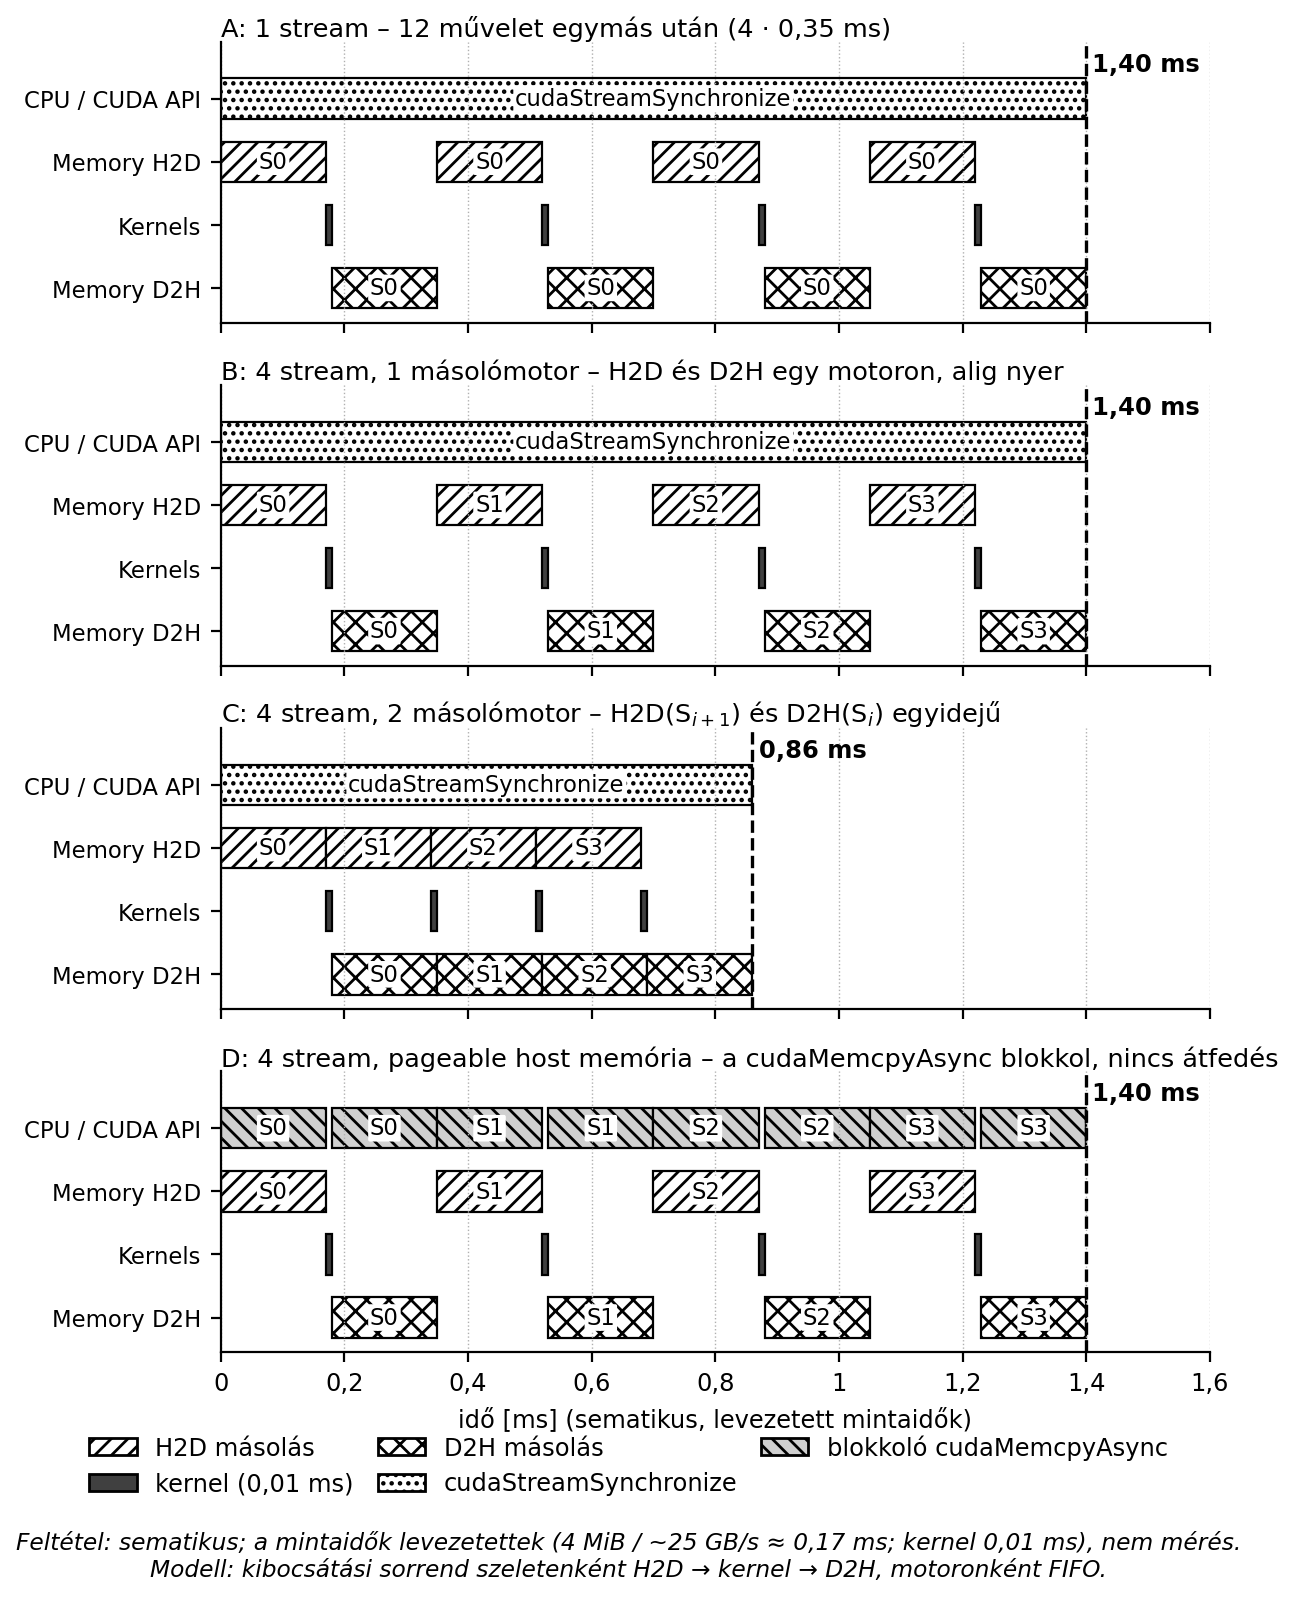 A: 1 stream – 12 művelet egymás után (4 · 0,35 ms)
1,40 ms
CPU / CUDA API
cudaStreamSynchronize
Memory H2D
S0 S0 S0 S0
Kernels
Memory D2H
S0 S0 S0 S0
B: 4 stream, 1 másolómotor – H2D és D2H egy motoron, alig nyer
1,40 ms
CPU / CUDA API
cudaStreamSynchronize
Memory H2D
S0 S1 S2 S3
Kernels
Memory D2H
S0 S1 S2 S3
C: 4 stream, 2 másolómotor – H2D(S_{i+1}) és D2H(S_i) egyidejű
0,86 ms
CPU / CUDA API
cudaStreamSynchronize
Memory H2D
S0 S1 S2 S3
Kernels
Memory D2H
S0 S1 S2 S3
D: 4 stream, pageable host memória – a cudaMemcpyAsync blokkol, nincs átfedés
1,40 ms
CPU / CUDA API
S0 S0 S1 S1 S2 S2 S3 S3
Memory H2D
S0 S1 S2 S3
Kernels
Memory D2H
S0 S1 S2 S3
0 0,2 0,4 0,6 0,8 1 1,2 1,4 1,6
idő [ms] (sematikus, levezetett mintaidők)
H2D másolás D2H másolás blokkoló cudaMemcpyAsync
kernel (0,01 ms) cudaStreamSynchronize
Feltétel: sematikus; a mintaidők levezetettek (4 MiB / ~25 GB/s ≈ 0,17 ms; kernel 0,01 ms), nem mérés.
Modell: kibocsátási sorrend szeletenként H2D → kernel → D2H, motoronként FIFO.